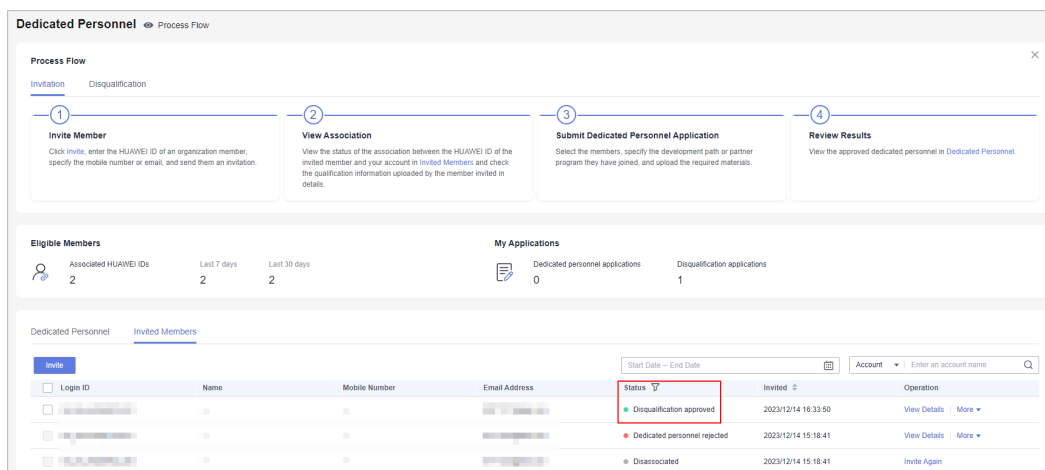 Dedicated Personnel Process Flow
Process Flow
Invitation Disqualification
1 2 3 4
Invite Member
Click Invite, enter the HUAWEI ID of an organization member,
specify the mobile number or email, and send them an invitation.
View Association
View the status of the association between the HUAWEI ID of the
invited member and your account in Invited Members and check
the qualification information uploaded by the member invited in
details.
Submit Dedicated Personnel Application
Select the members, specify the development path or partner
program they have joined, and upload the required materials.
Review Results
View the approved dedicated personnel in Dedicated Personnel.
Eligible Members
Associated HUAWEI IDs Last 7 days Last 30 days
2 2 2
My Applications
Dedicated personnel applications Disqualification applications
0 1
Dedicated Personnel Invited Members
Invite Start Date — End Date Account Enter an account name
Login ID Name Mobile Number Email Address Status Invited Operation
Disqualification approved 2023/12/14 16:33:50 View Details More
Dedicated personnel rejected 2023/12/14 15:18:41 View Details More
Disassociated 2023/12/14 15:18:41 Invite Again